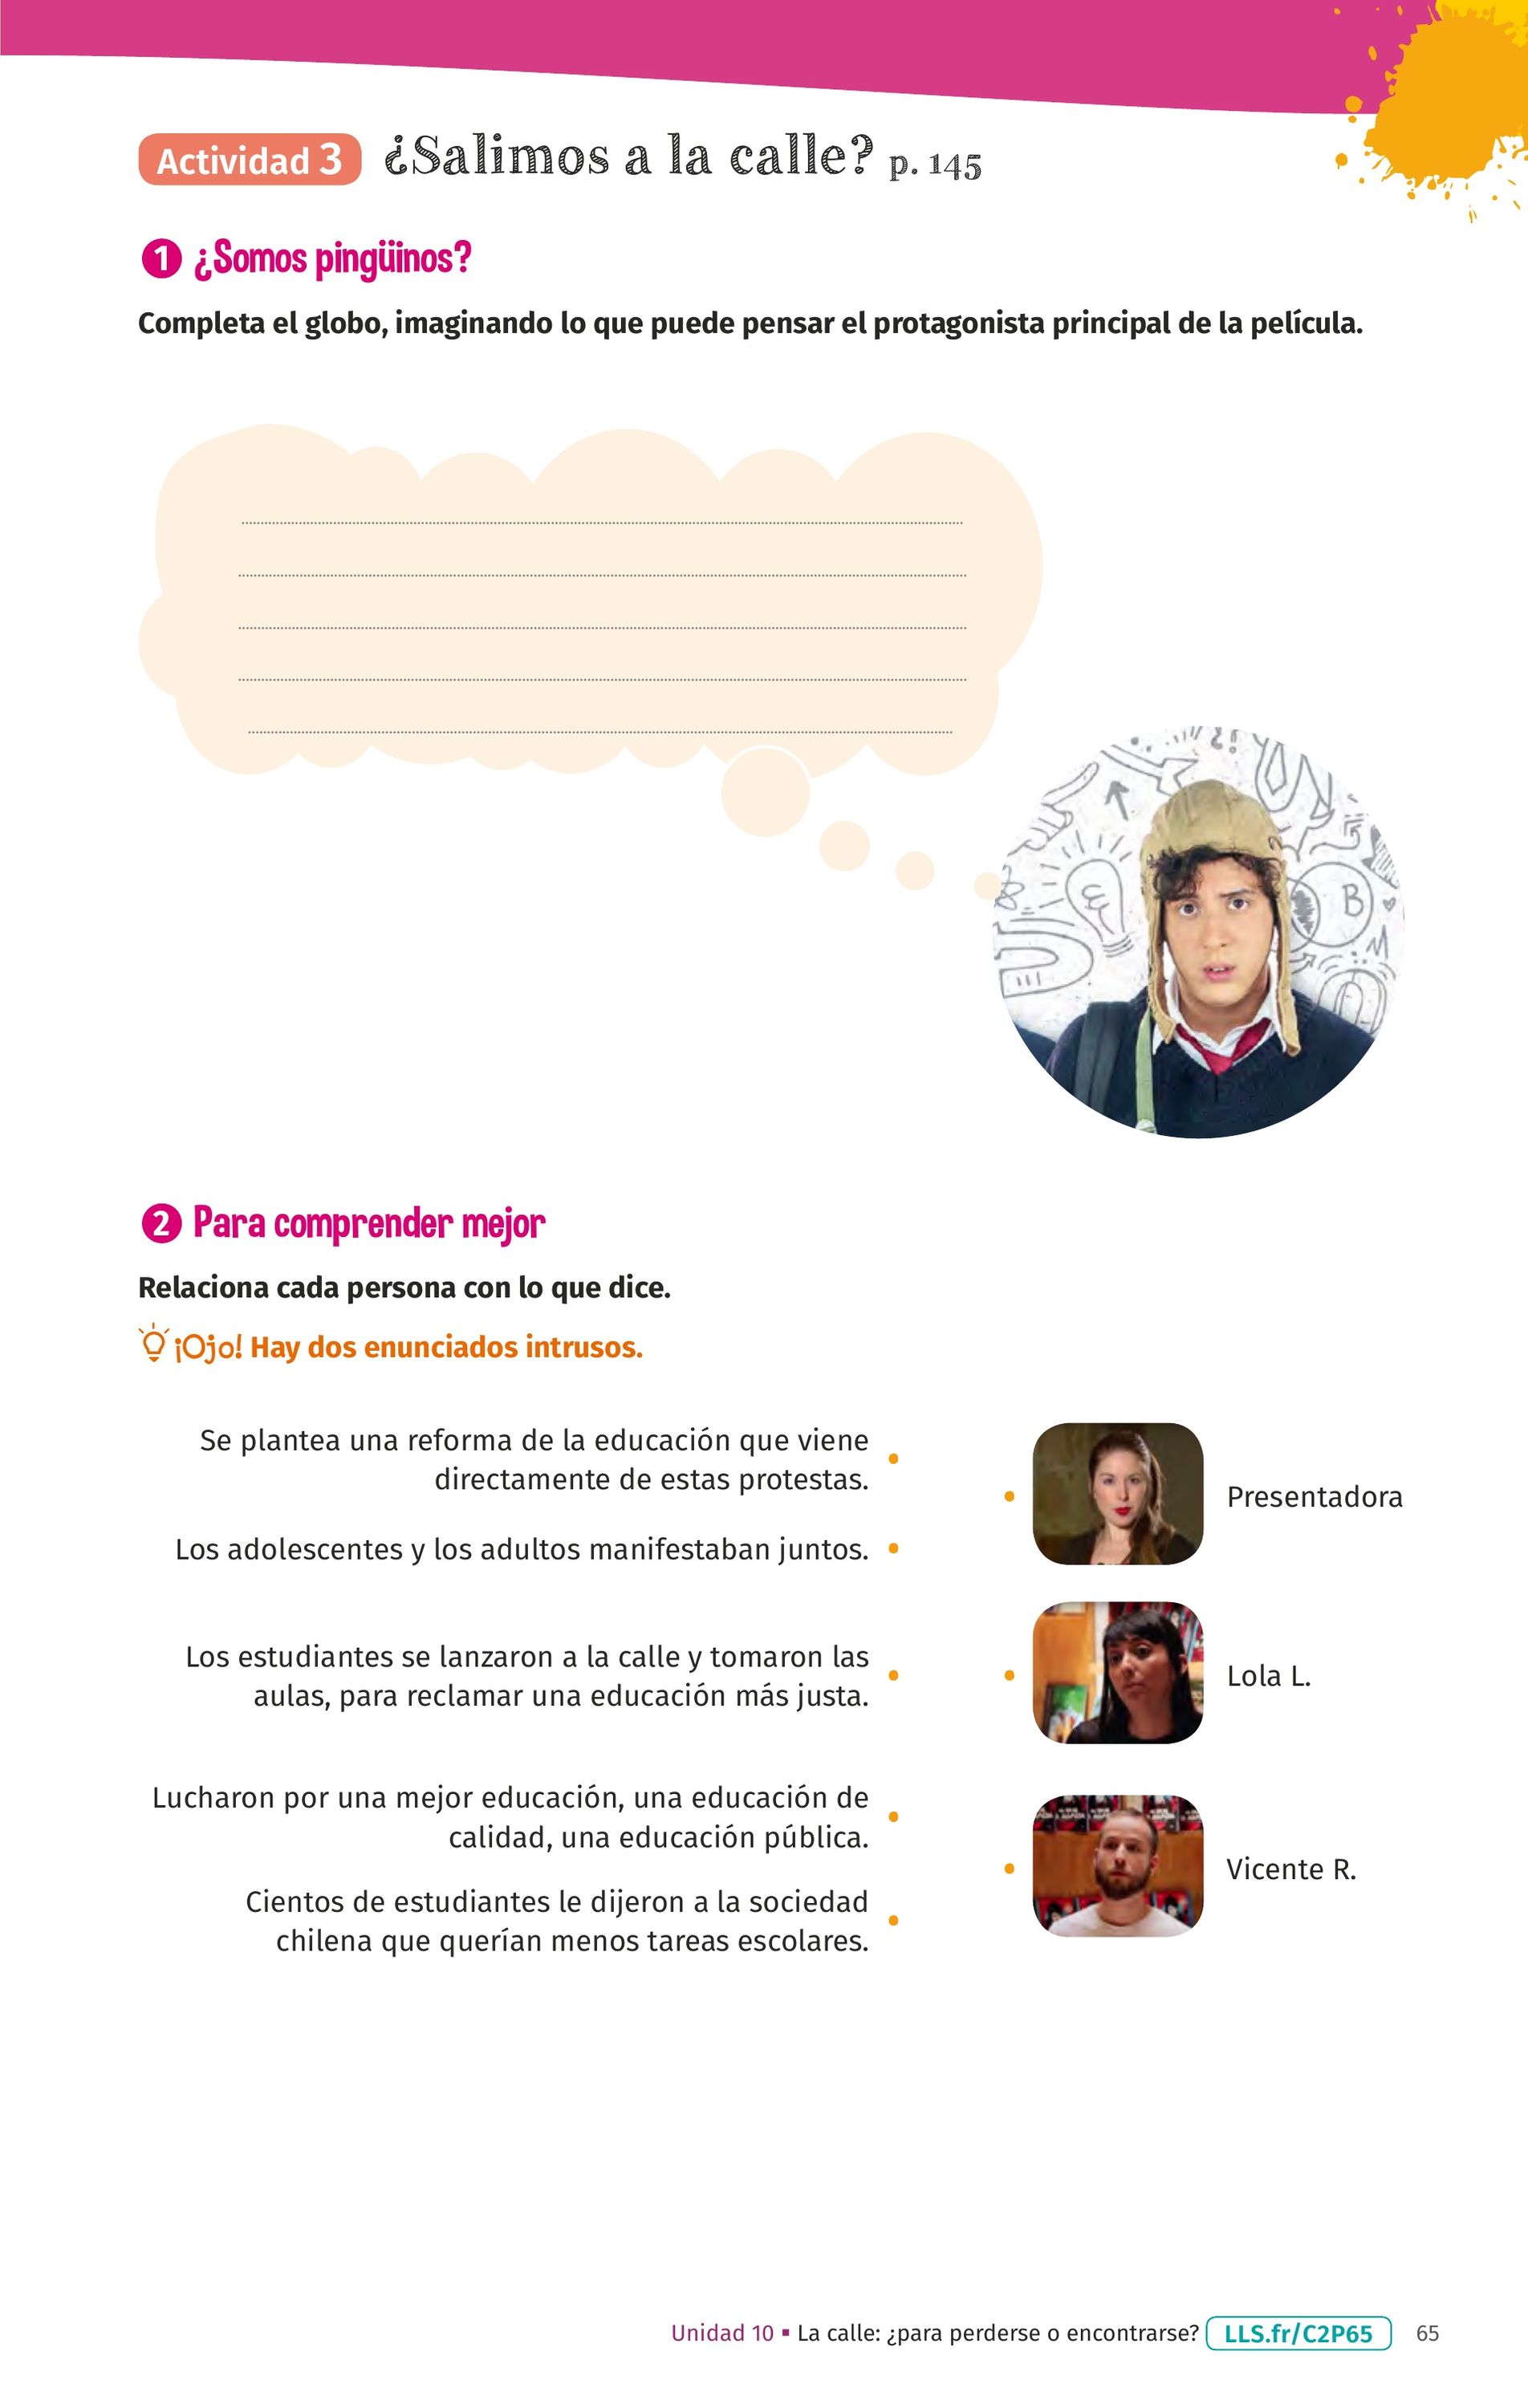 Actividad 3 ¿Salimos a la calle? p. 145
1 ¿Somos pingüinos?
Completa el globo, imaginando lo que puede pensar el protagonista principal de la película.
?!
B
M
2 Para comprender mejor
Relaciona cada persona con lo que dice.
¡Ojo! Hay dos enunciados intrusos.
Se plantea una reforma de la educación que viene
directamente de estas protestas.
Los adolescentes y los adultos manifestaban juntos.
Los estudiantes se lanzaron a la calle y tomaron las
aulas, para reclamar una educación más justa.
Lucharon por una mejor educación, una educación de
calidad, una educación pública.
Cientos de estudiantes le dijeron a la sociedad
chilena que querían menos tareas escolares.
Presentadora
Lola L.
Vicente R.
Unidad 10 ▪ La calle: ¿para perderse o encontrarse? LLS.fr/C2P65 65